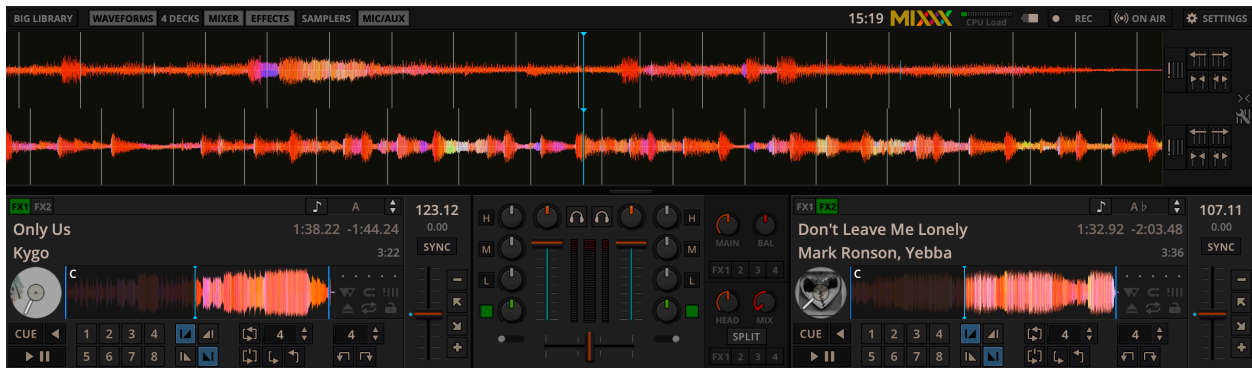 BIG LIBRARY WAVEFORMS 4 DECKS MIXER EFFECTS SAMPLERS MIC/AUX 15:19 MIXXX CPU Load REC ON AIR SETTINGS
FX1 FX2 A 123.12
Only Us 1:38.22 -1:44.24 0.00
Kygo 3:22 SYNC
C
CUE 1 2 3 4 4 4
5 6 7 8
H H
M M
L L
MAIN BAL
FX1 2 3 4
HEAD MIX
SPLIT
FX1 2 3 4
FX1 FX2 A♭ 107.11
Don't Leave Me Lonely 1:32.92 -2:03.48 0.00
Mark Ronson, Yebba 3:36 SYNC
C
CUE 1 2 3 4 4 4
5 6 7 8